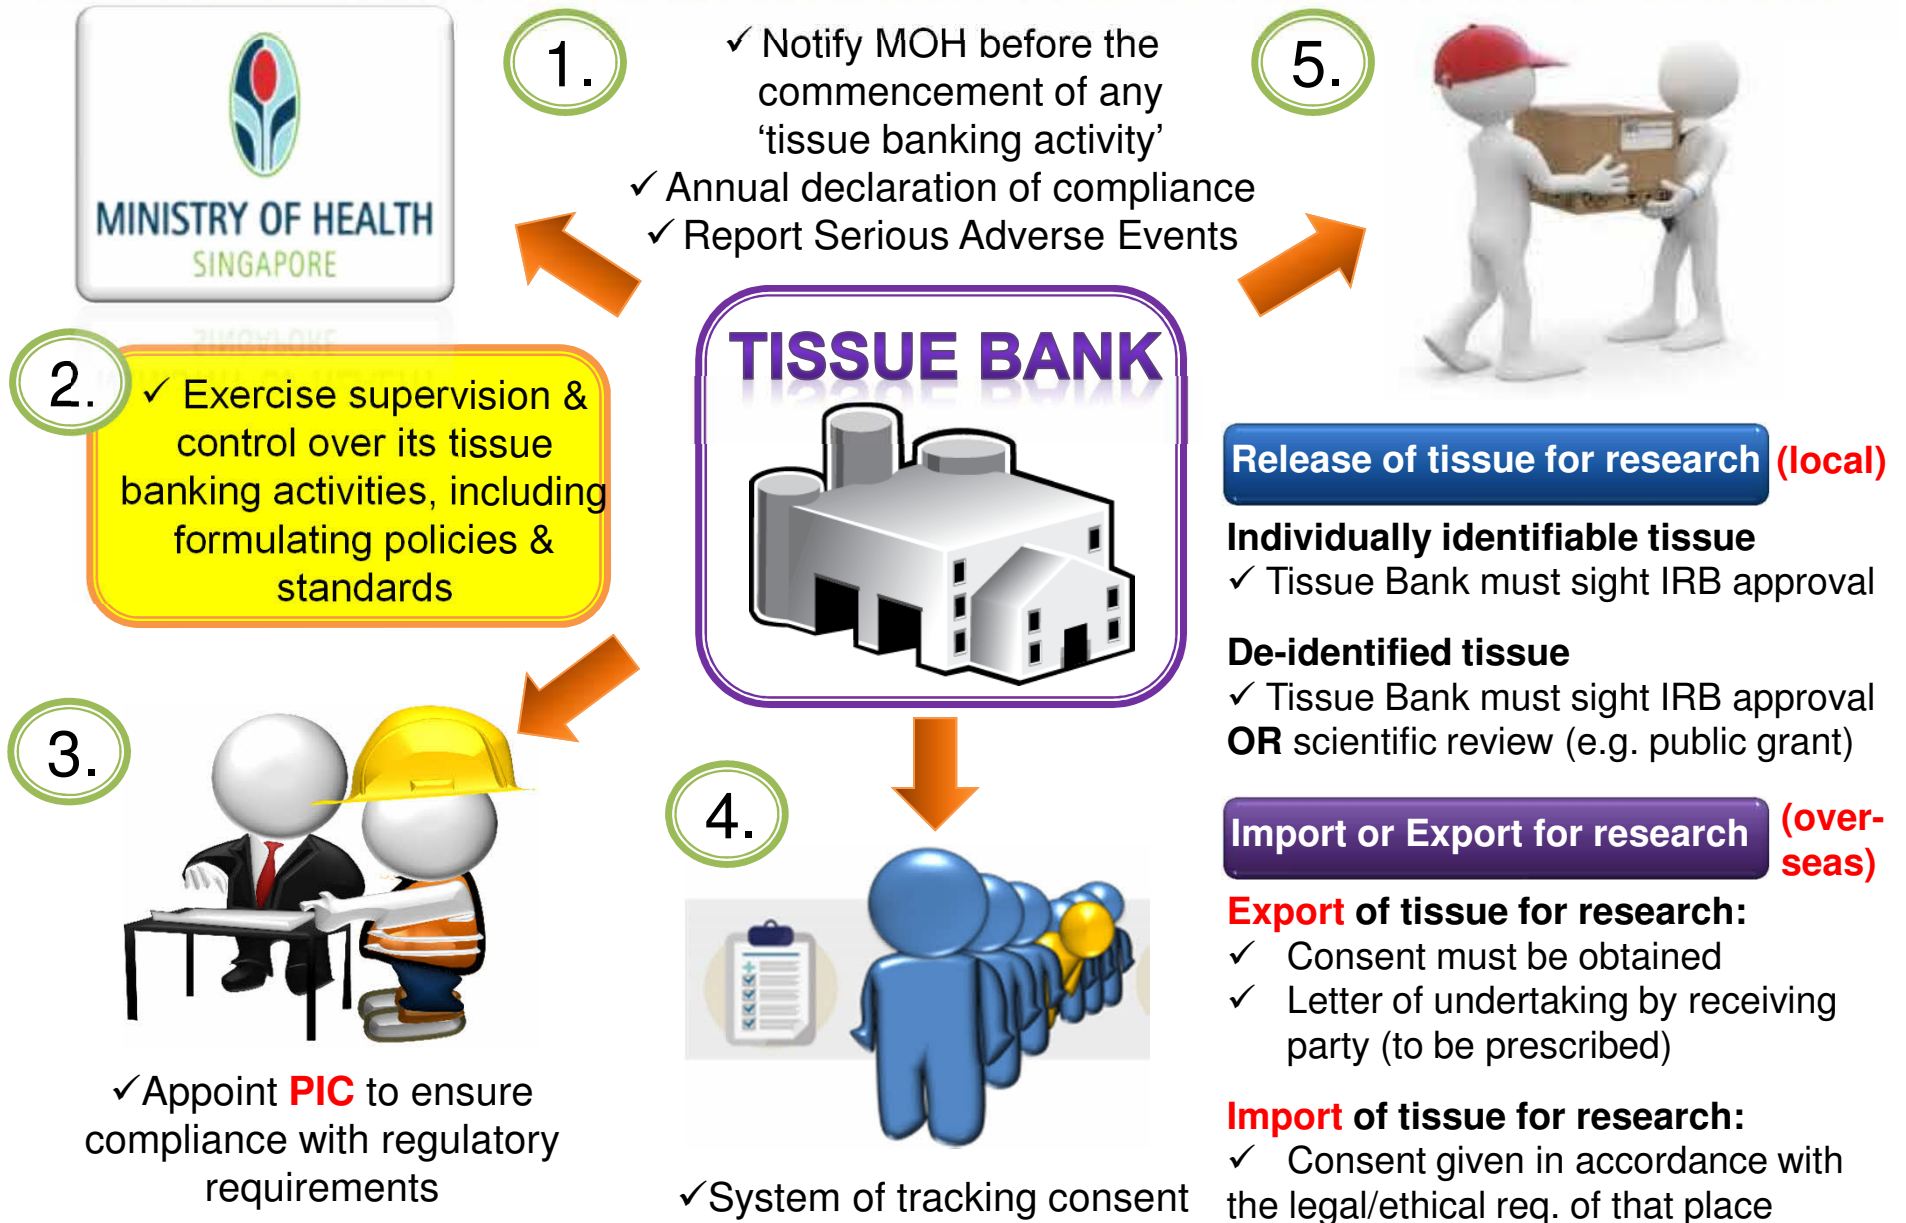 MINISTRY OF HEALTH
SINGAPORE
1.
✓ Notify MOH before the
commencement of any
‘tissue banking activity’
✓ Annual declaration of compliance
✓ Report Serious Adverse Events
2.
✓ Exercise supervision &
control over its tissue
banking activities, including
formulating policies &
standards
TISSUE BANK
3.
✓Appoint PIC to ensure
compliance with regulatory
requirements
4.
✓System of tracking consent
5.
Release of tissue for research (local)
Individually identifiable tissue
✓ Tissue Bank must sight IRB approval
De-identified tissue
✓ Tissue Bank must sight IRB approval
OR scientific review (e.g. public grant)
Import or Export for research (over-
seas)
Export of tissue for research:
✓ Consent must be obtained
✓ Letter of undertaking by receiving
party (to be prescribed)
Import of tissue for research:
✓ Consent given in accordance with
the legal/ethical req. of that place